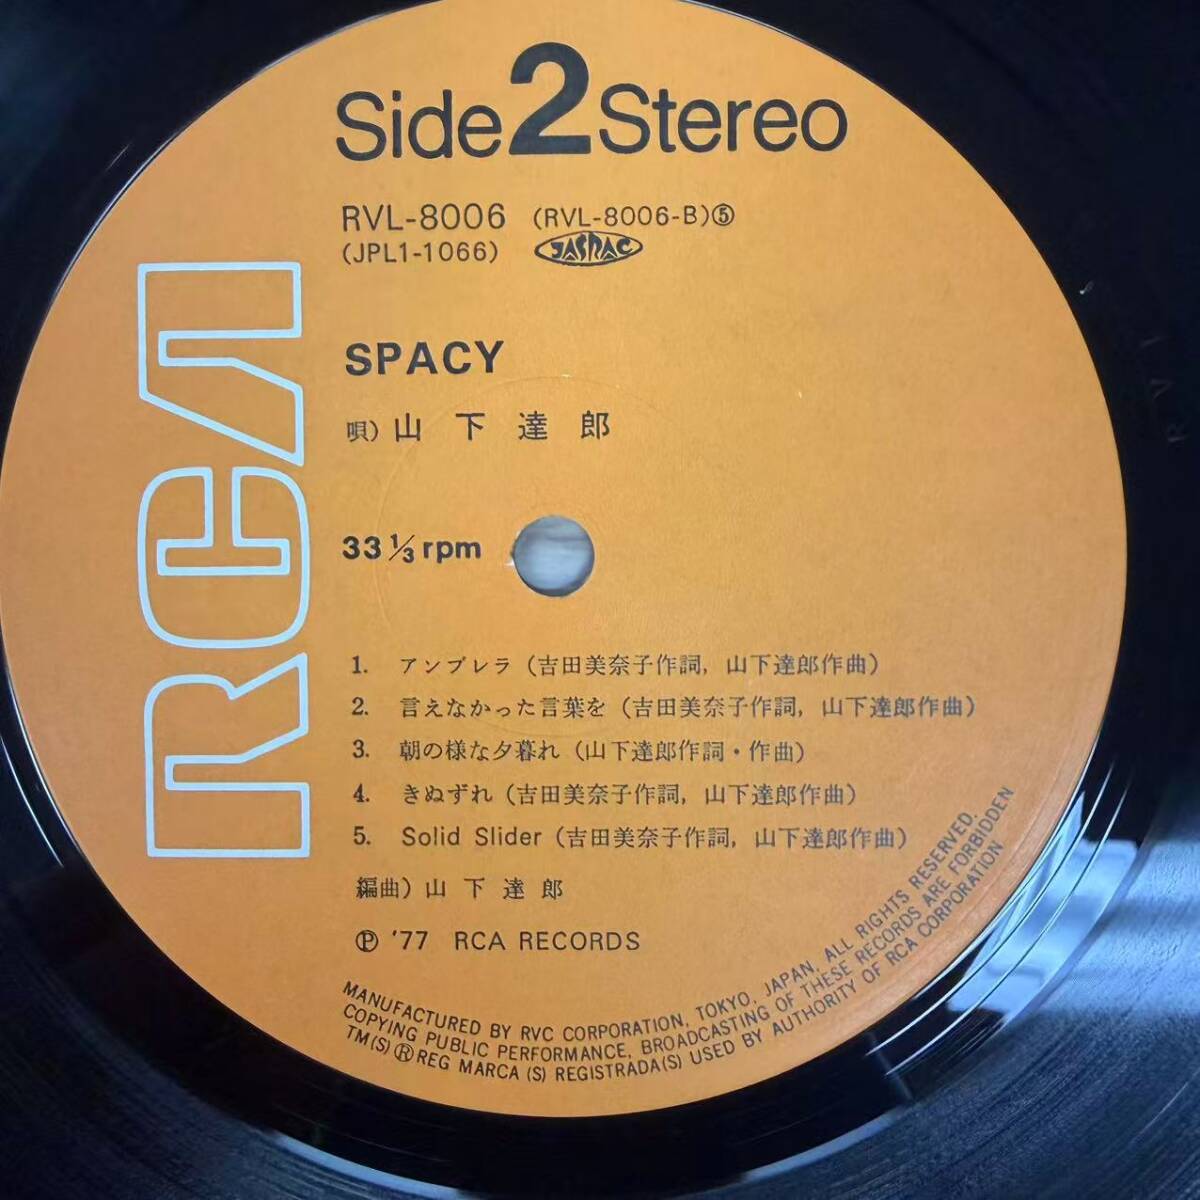 Side 2 Stereo
RVL-8006 (RVL-8006-B)⑤
(JPL1-1066) JASRAC
RCA
SPACY
唄) 山下達郎
33 1/3 rpm
1. アンブレラ (吉田美奈子作詞, 山下達郎作曲)
2. 言えなかった言葉を (吉田美奈子作詞, 山下達郎作曲)
3. 朝の様な夕暮れ (山下達郎作詞・作曲)
4. きぬずれ (吉田美奈子作詞, 山下達郎作曲)
5. Solid Slider (吉田美奈子作詞, 山下達郎作曲)
編曲) 山下達郎
Ⓟ '77 RCA RECORDS
MANUFACTURED BY RVC CORPORATION, TOKYO, JAPAN, ALL RIGHTS RESERVED,
COPYING PUBLIC PERFORMANCE, BROADCASTING OF THESE RECORDS ARE FORBIDDEN
TM(S) ® REG MARCA (S) REGISTRADA(S) USED BY AUTHORITY OF RCA CORPORATION